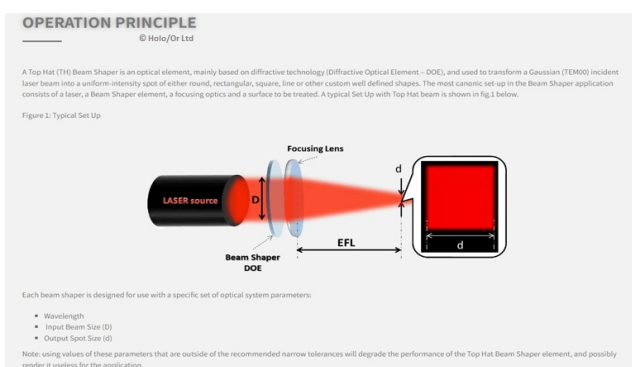 OPERATION PRINCIPLE
© Holo/Or Ltd
A Top Hat (TH) Beam Shaper is an optical element, mainly based on diffractive technology (Diffractive Optical Element – DOE), and used to transform a Gaussian (TEM00) incident
laser beam into a uniform-intensity spot of either round, rectangular, square, line or other custom well defined shapes. The most canonic set-up in the Beam Shaper application
consists of a laser, a Beam Shaper element, a focusing optics and a surface to be treated. A typical Set Up with Top Hat beam is shown in fig.1 below.
Figure 1: Typical Set Up
Focusing Lens
d
LASER source
D
d
EFL
Beam Shaper
DOE
Each beam shaper is designed for use with a specific set of optical system parameters:
▪ Wavelength
▪ Input Beam Size (D)
▪ Output Spot Size (d)
Note: using values of these parameters that are outside of the recommended narrow tolerances will degrade the performance of the Top Hat Beam Shaper element, and possibly
render it useless for the application.